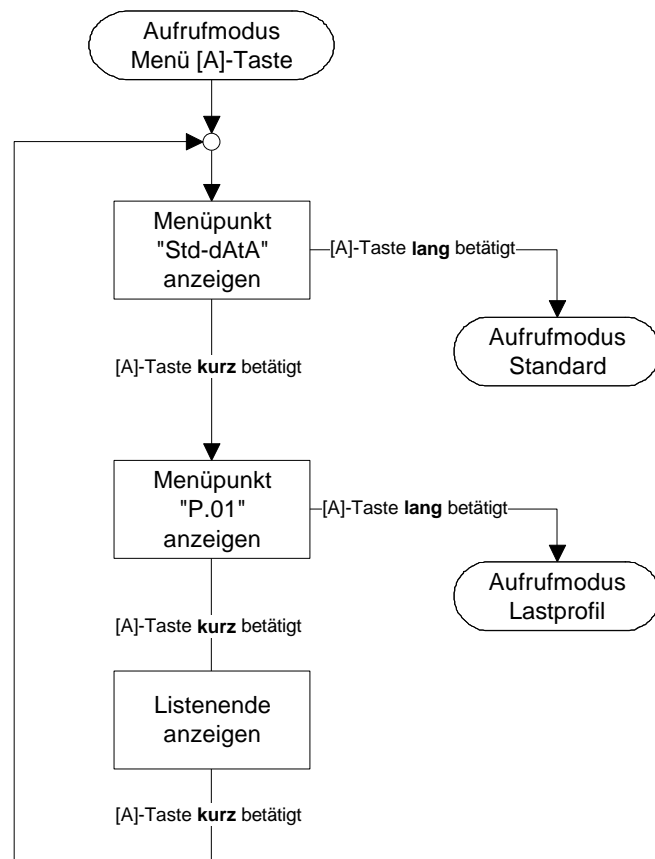 Aufrufmodus
Menü [A]-Taste
Menüpunkt
"Std-dAtA"
anzeigen
[A]-Taste lang betätigt
Aufrufmodus
Standard
[A]-Taste kurz betätigt
Menüpunkt
"P.01"
anzeigen
[A]-Taste lang betätigt
Aufrufmodus
Lastprofil
[A]-Taste kurz betätigt
Listenende
anzeigen
[A]-Taste kurz betätigt